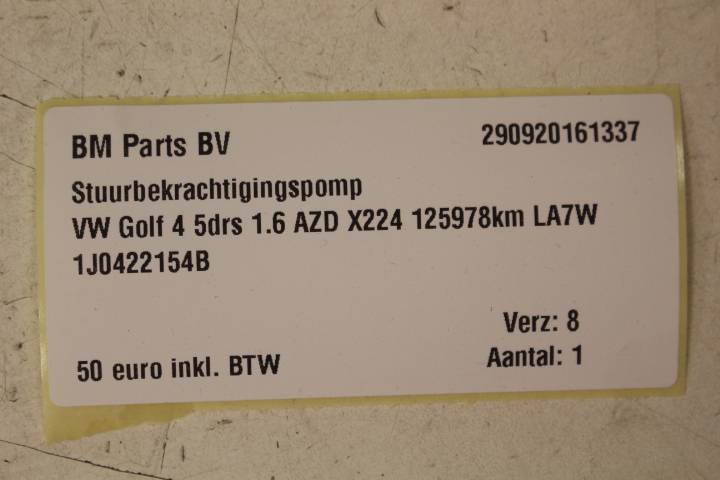 BM Parts BV 290920161337
Stuurbekrachtigingspomp
VW Golf 4 5drs 1.6 AZD X224 125978km LA7W
1J0422154B
Verz: 8
50 euro inkl. BTW Aantal: 1